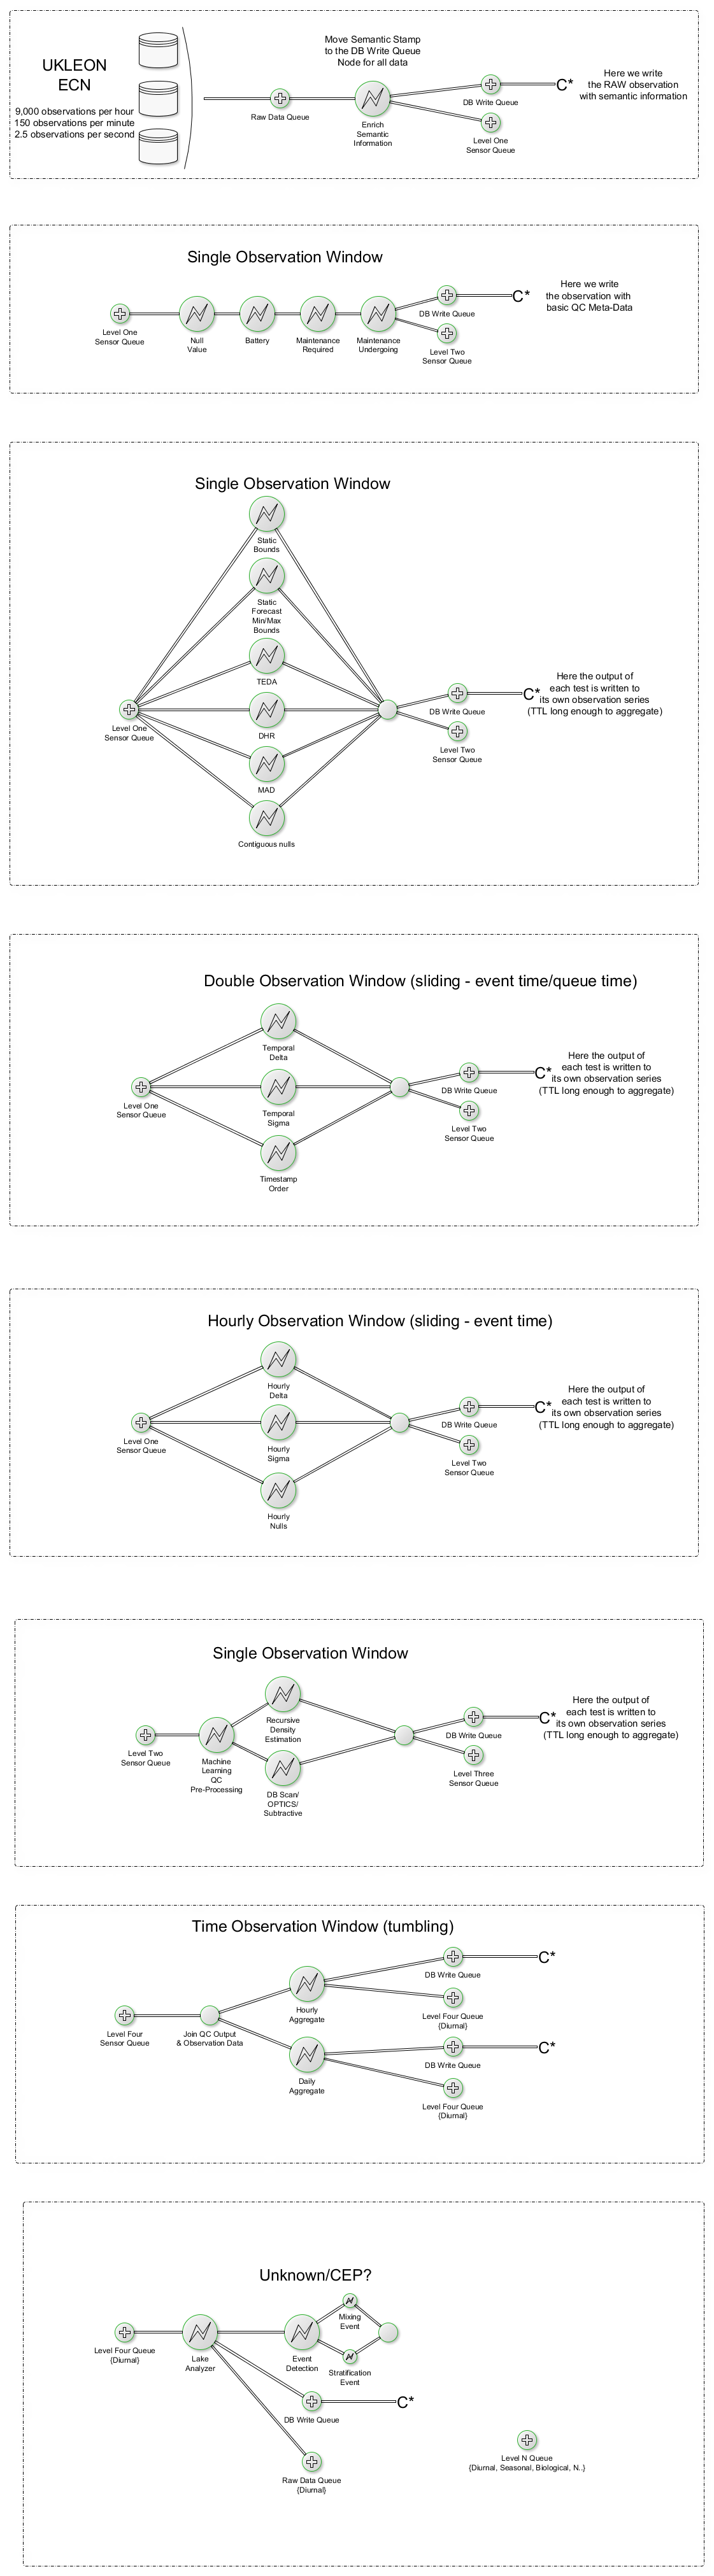 UKLEON
ECN
9,000 observations per hour
150 observations per minute
2.5 observations per second
Move Semantic Stamp
to the DB Write Queue
Node for all data
Raw Data Queue
Enrich
Semantic
Information
DB Write Queue
Level One
Sensor Queue
C*
Here we write
the RAW observation
with semantic information
Single Observation Window
Level One
Sensor Queue
Null
Value
Battery
Maintenance
Required
Maintenance
Undergoing
DB Write Queue
Level Two
Sensor Queue
C*
Here we write
the observation with
basic QC Meta-Data
Single Observation Window
Static
Bounds
Static
Forecast
Min/Max
Bounds
TEDA
Level One
Sensor Queue
DHR
MAD
Contiguous nulls
DB Write Queue
Level Two
Sensor Queue
C*
Here the output of
each test is written to
its own observation series
(TTL long enough to aggregate)
Double Observation Window (sliding - event time/queue time)
Temporal
Delta
Level One
Sensor Queue
Temporal
Sigma
Timestamp
Order
DB Write Queue
Level Two
Sensor Queue
C*
Here the output of
each test is written to
its own observation series
(TTL long enough to aggregate)
Hourly Observation Window (sliding - event time)
Hourly
Delta
Level One
Sensor Queue
Hourly
Sigma
Hourly
Nulls
DB Write Queue
Level Two
Sensor Queue
C*
Here the output of
each test is written to
its own observation series
(TTL long enough to aggregate)
Single Observation Window
Level Two
Sensor Queue
Machine
Learning
QC
Pre-Processing
Recursive
Density
Estimation
DB Scan/
OPTICS/
Subtractive
DB Write Queue
Level Three
Sensor Queue
C*
Here the output of
each test is written to
its own observation series
(TTL long enough to aggregate)
Time Observation Window (tumbling)
Level Four
Sensor Queue
Join QC Output
& Observation Data
Hourly
Aggregate
Daily
Aggregate
DB Write Queue
C*
Level Four Queue
{Diurnal}
DB Write Queue
C*
Level Four Queue
{Diurnal}
Unknown/CEP?
Level Four Queue
{Diurnal}
Lake
Analyzer
Event
Detection
Mixing
Event
Stratification
Event
DB Write Queue
C*
Raw Data Queue
{Diurnal}
Level N Queue
{Diurnal, Seasonal, Biological, N..}